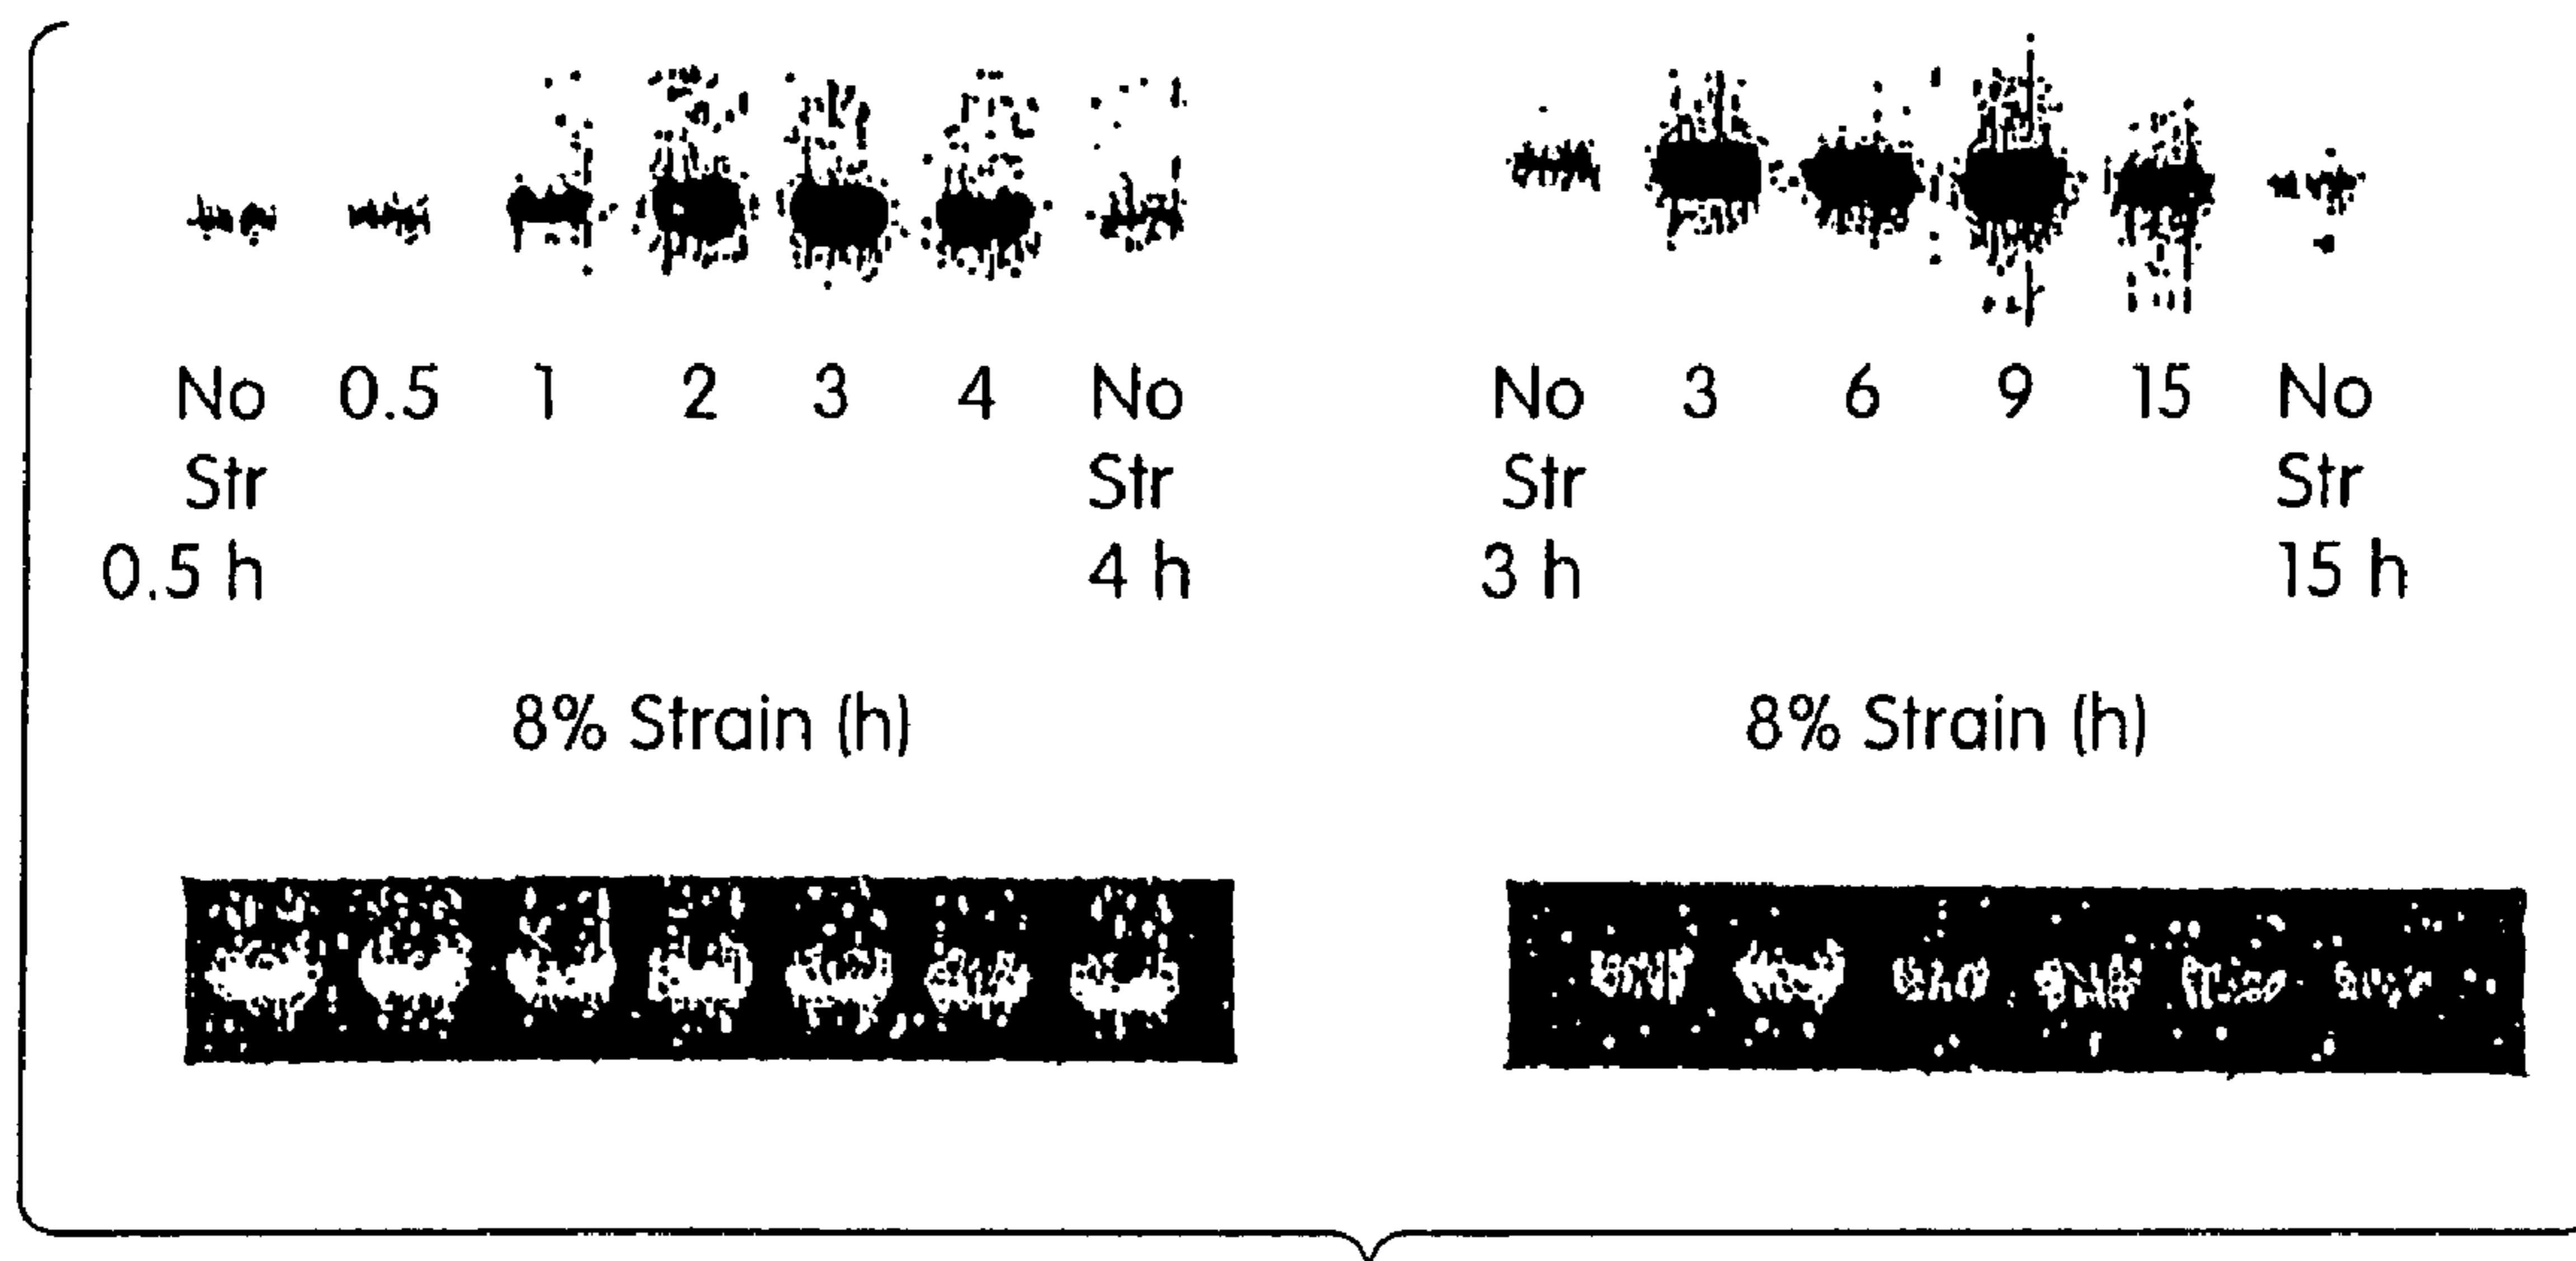 No 0.5 1 2 3 4 No
Str Str
0.5 h 4 h
8% Strain (h)
No 3 6 9 15 No
Str Str
3 h 15 h
8% Strain (h)